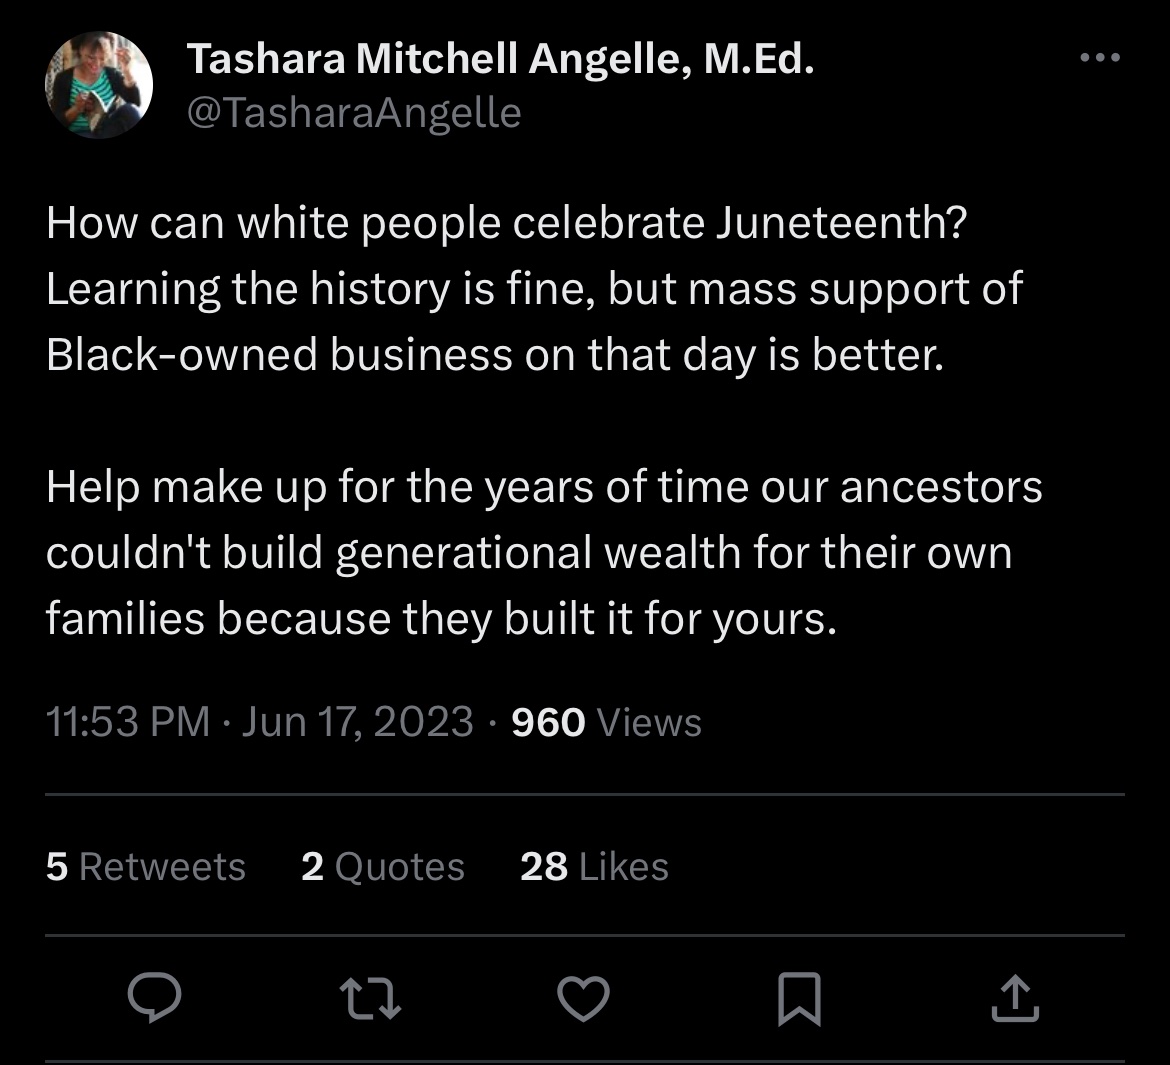 Tashara Mitchell Angelle, M.Ed.
@TasharaAngelle
How can white people celebrate Juneteenth?
Learning the history is fine, but mass support of
Black-owned business on that day is better.
Help make up for the years of time our ancestors
couldn't build generational wealth for their own
families because they built it for yours.
11:53 PM · Jun 17, 2023 · 960 Views
5 Retweets 2 Quotes 28 Likes